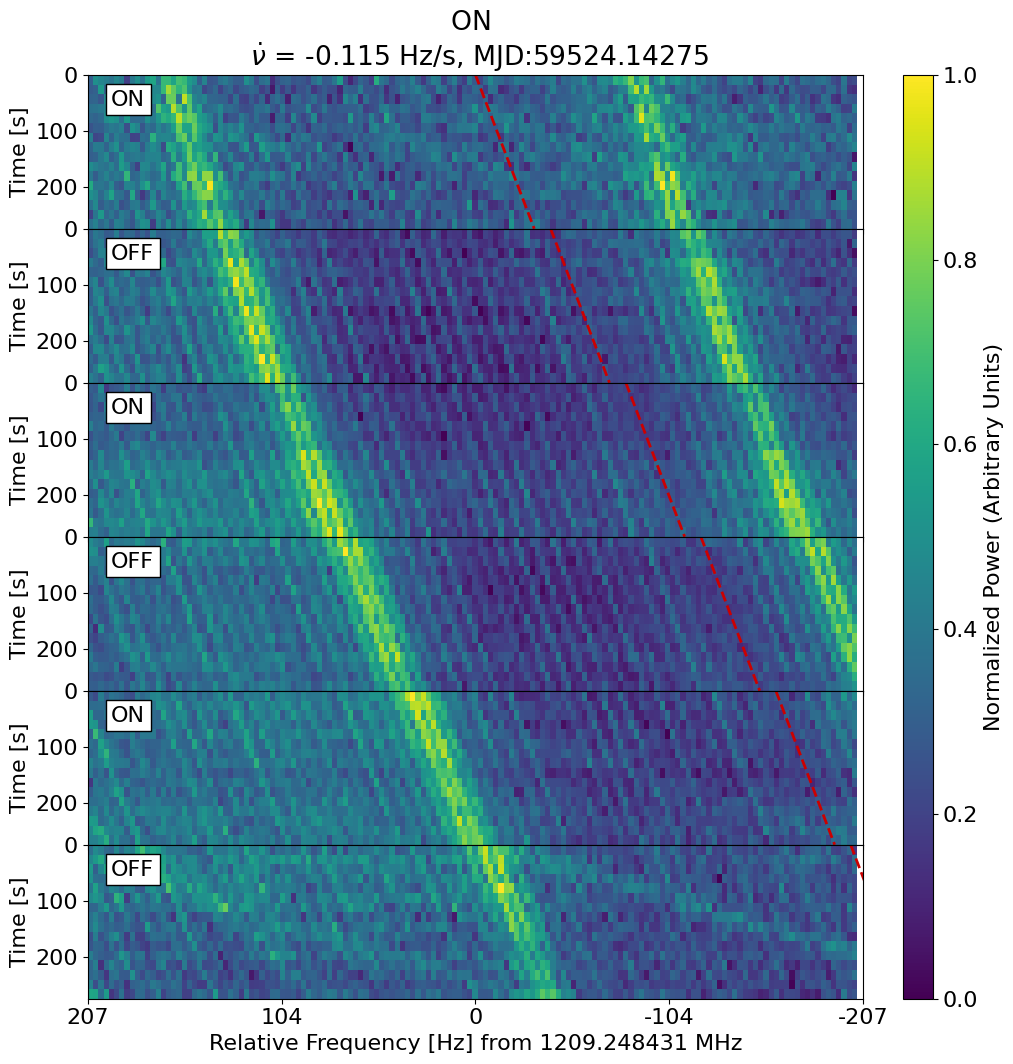 ON
ν̇ = -0.115 Hz/s, MJD:59524.14275
0
ON
100
200
Time [s]
0
OFF
100
200
Time [s]
0
ON
100
200
Time [s]
0
OFF
100
200
Time [s]
0
ON
100
200
Time [s]
0
OFF
100
200
Time [s]
207 104 0 -104 -207
Relative Frequency [Hz] from 1209.248431 MHz
1.0
0.8
0.6
0.4
0.2
0.0
Normalized Power (Arbitrary Units)